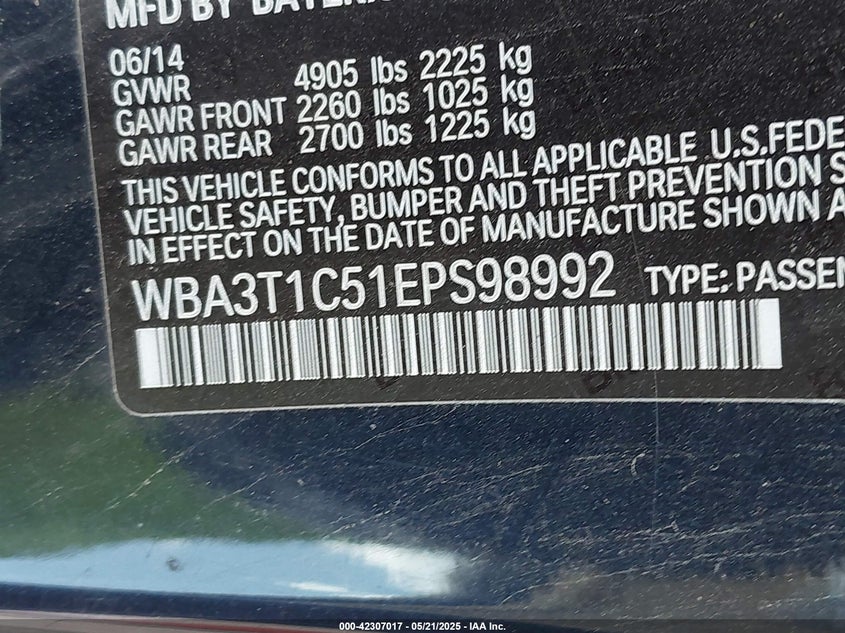 MFD BY
06/14
GVWR 4905 lbs 2225 kg
GAWR FRONT 2260 lbs 1025 kg
GAWR REAR 2700 lbs 1225 kg
THIS VEHICLE CONFORMS TO ALL APPLICABLE U.S.FEDE
VEHICLE SAFETY, BUMPER AND THEFT PREVENTION S
IN EFFECT ON THE DATE OF MANUFACTURE SHOWN A
WBA3T1C51EPS98992 TYPE: PASSEN
000-42307017 - 05/21/2025 - IAA Inc.